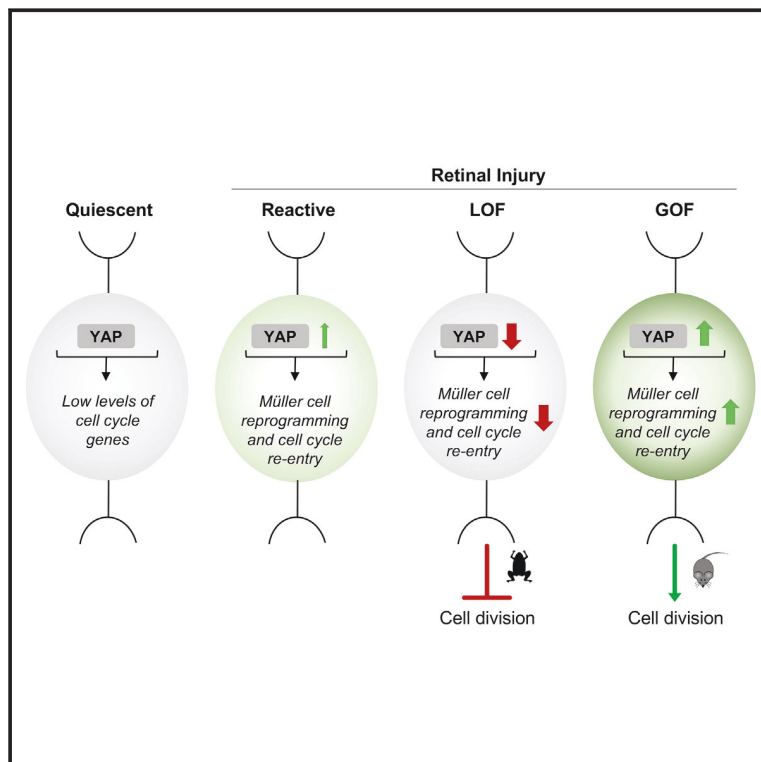 Retinal Injury
Quiescent
Reactive
LOF
GOF
YAP
Low levels of
cell cycle
genes
YAP
Müller cell
reprogramming
and cell cycle
re-entry
YAP
Müller cell
reprogramming
and cell cycle
re-entry
Cell division
YAP
Müller cell
reprogramming
and cell cycle
re-entry
Cell division